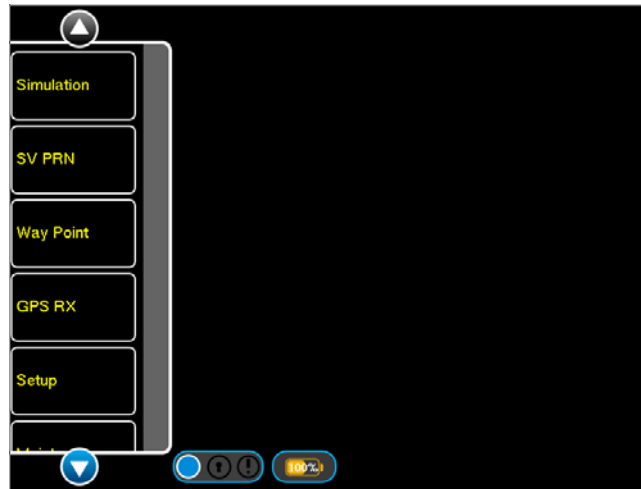 Simulation
SV PRN
Way Point
GPS RX
Setup
100%